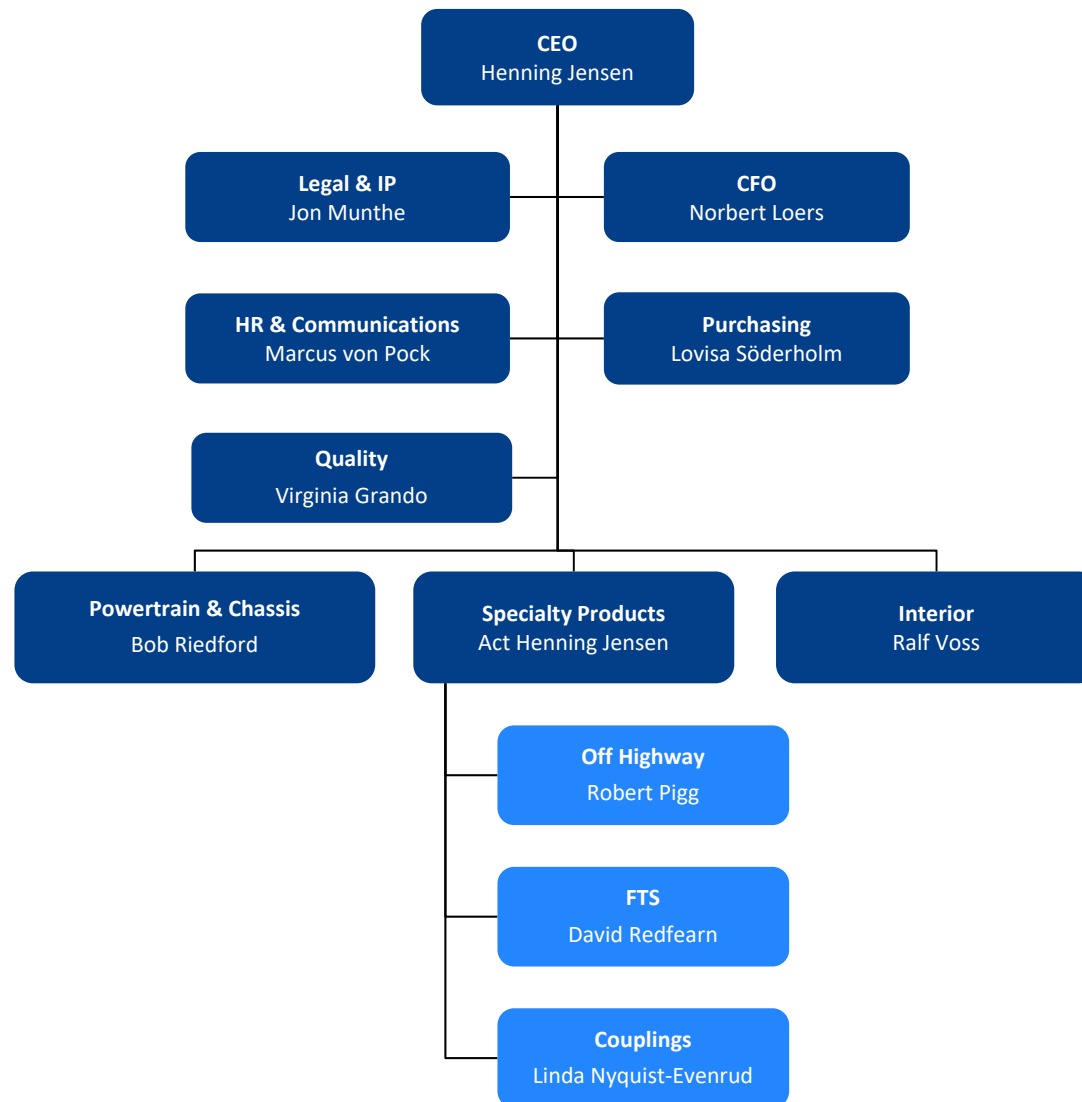 CEO
Henning Jensen
Legal & IP
Jon Munthe
CFO
Norbert Loers
HR & Communications
Marcus von Pock
Purchasing
Lovisa Söderholm
Quality
Virginia Grando
Powertrain & Chassis
Bob Riedford
Specialty Products
Act Henning Jensen
Interior
Ralf Voss
Off Highway
Robert Pigg
FTS
David Redfearn
Couplings
Linda Nyquist-Evenrud